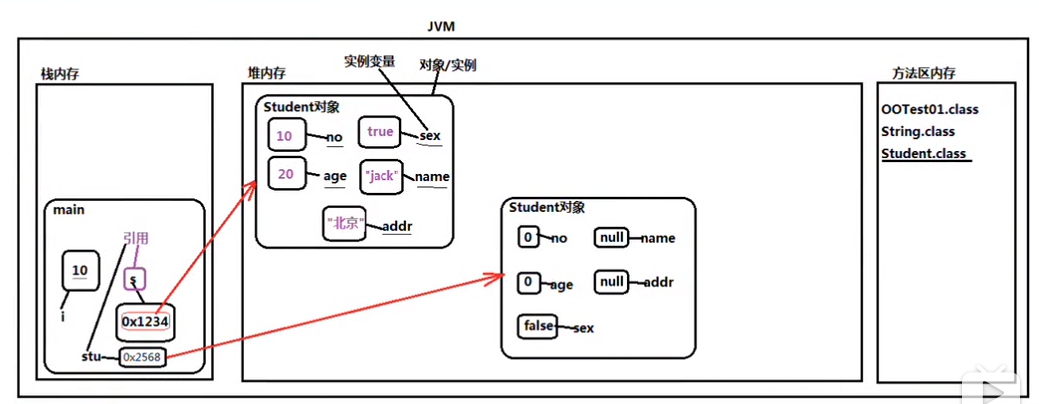 JVM
栈内存
堆内存
实例变量
对象/实例
方法区内存
Student对象
10
no
true
sex
20
age
"jack"
name
"北京"
addr
OOTest01.class
String.class
Student.class
main
引用
10
i
s
0x1234
stu
0x2568
Student对象
0
no
null
name
0
age
null
addr
false
sex